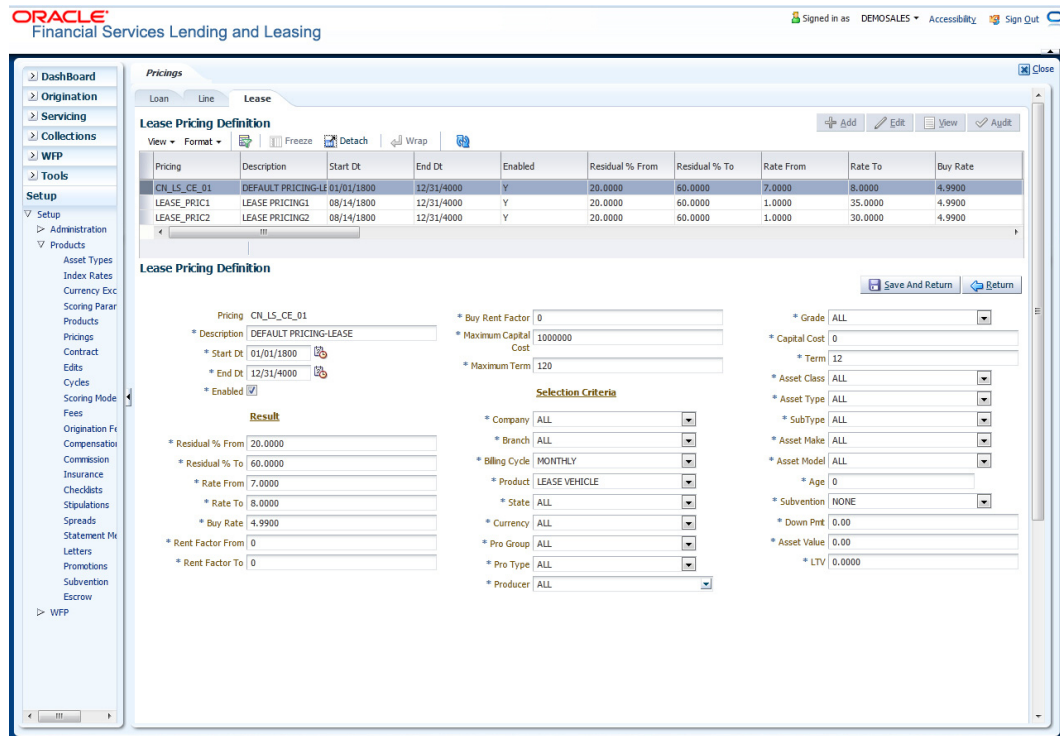 ORACLE
Financial Services Lending and Leasing
Signed in as DEMOSALES Accessibility Sign Out
DashBoard
Origination
Servicing
Collections
WFP
Tools
Setup
Setup
Administration
Products
Asset Types
Index Rates
Currency Exc
Scoring Parar
Products
Pricings
Contract
Edits
Cycles
Scoring Mode
Fees
Origination Fe
Compensation
Commission
Insurance
Checklists
Stipulations
Spreads
Statement Me
Letters
Promotions
Subvention
Escrow
WFP
Pricings
Close
Loan Line Lease
Lease Pricing Definition
Add Edit View Audit
View Format Freeze Detach Wrap
Pricing Description Start Dt End Dt Enabled Residual % From Residual % To Rate From Rate To Buy Rate
CN_LS_CE_01 DEFAULT PRICING-LE 01/01/1800 12/31/4000 Y 20.0000 60.0000 7.0000 8.0000 4.9900
LEASE_PRIC1 LEASE PRICING1 08/14/1800 12/31/4000 Y 20.0000 60.0000 1.0000 35.0000 4.9900
LEASE_PRIC2 LEASE PRICING2 08/14/1800 12/31/4000 Y 20.0000 60.0000 1.0000 30.0000 4.9900
Lease Pricing Definition
Save And Return Return
Pricing CN_LS_CE_01
* Description DEFAULT PRICING-LEASE
* Start Dt 01/01/1800
* End Dt 12/31/4000
* Enabled
Result
* Residual % From 20.0000
* Residual % To 60.0000
* Rate From 7.0000
* Rate To 8.0000
* Buy Rate 4.9900
* Rent Factor From 0
* Rent Factor To 0
* Buy Rent Factor 0
* Maximum Capital Cost 1000000
* Maximum Term 120
Selection Criteria
* Company ALL
* Branch ALL
* Billing Cycle MONTHLY
* Product LEASE VEHICLE
* State ALL
* Currency ALL
* Pro Group ALL
* Pro Type ALL
* Producer ALL
* Grade ALL
* Capital Cost 0
* Term 12
* Asset Class ALL
* Asset Type ALL
* SubType ALL
* Asset Make ALL
* Asset Model ALL
* Age 0
* Subvention NONE
* Down Pmt 0.00
* Asset Value 0.00
* LTV 0.0000